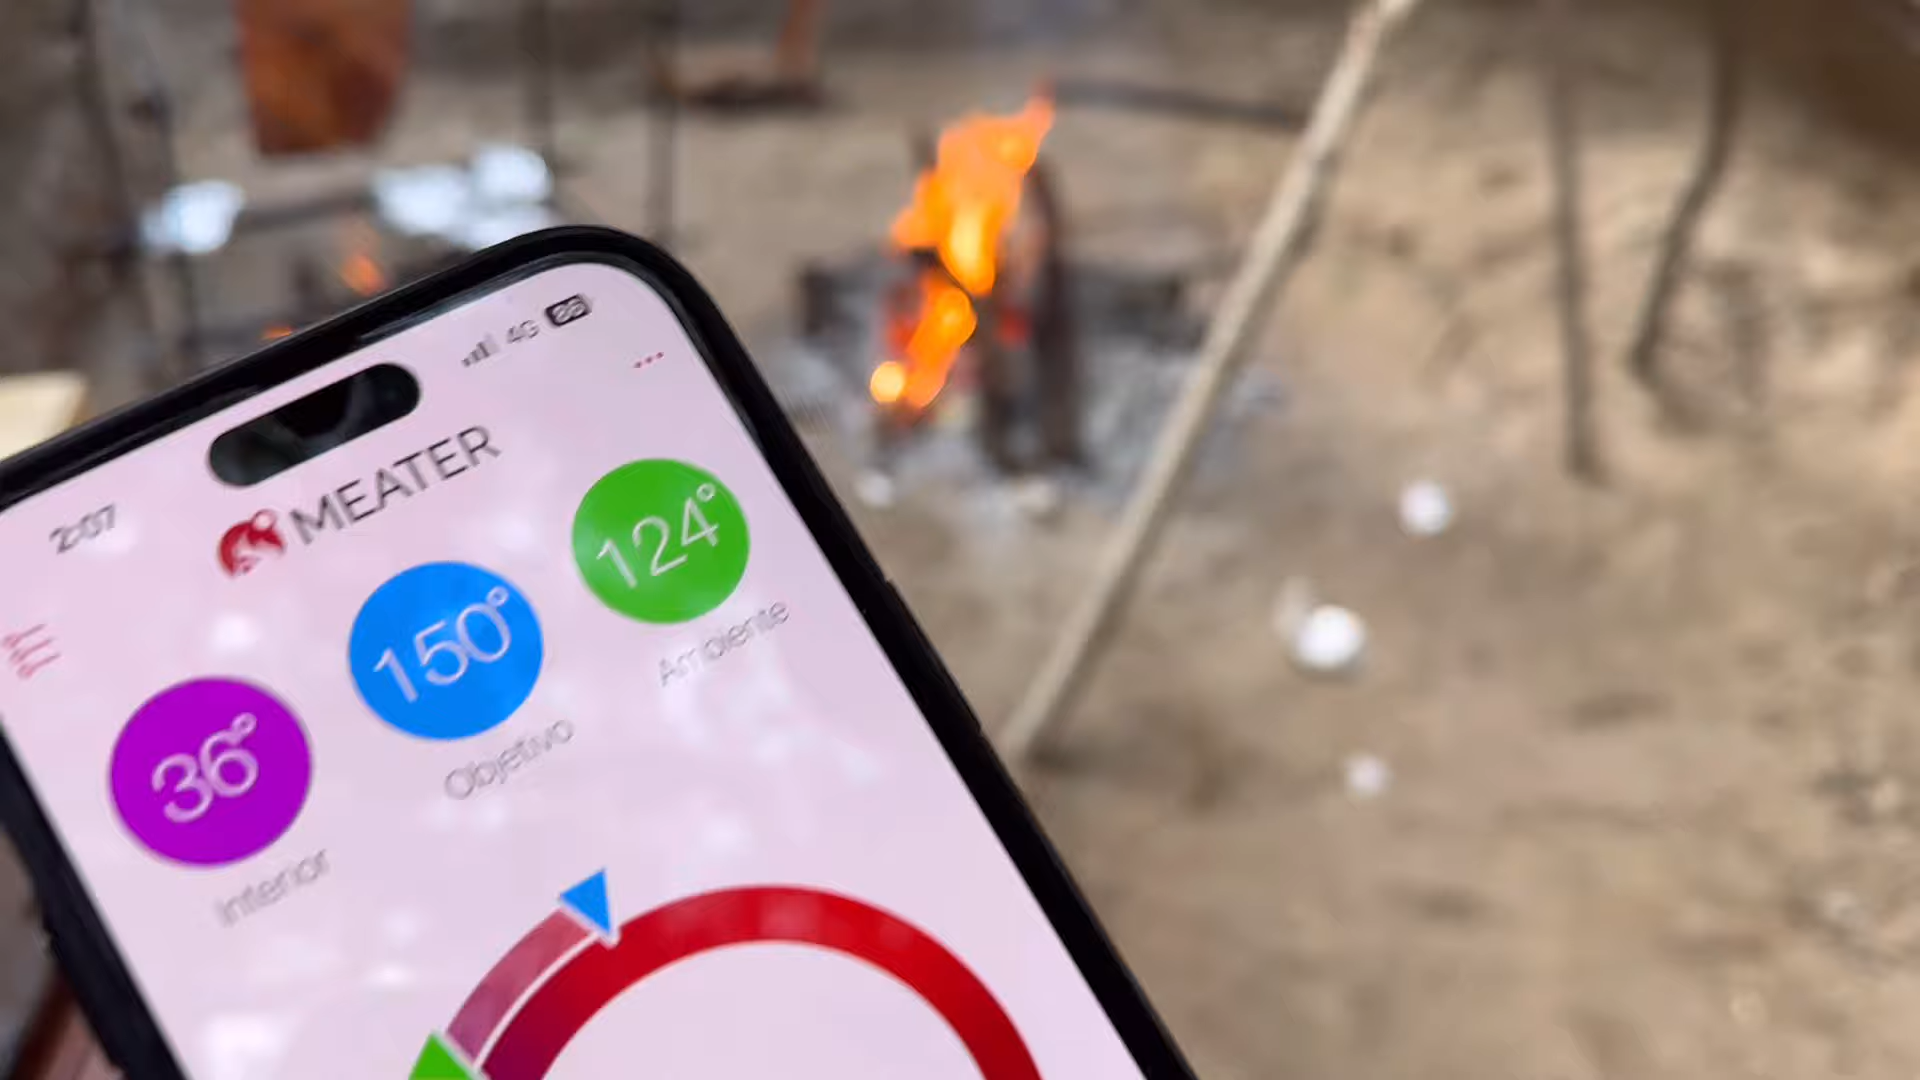 4G
2:07
MEATER
36°
150°
124°
Interior
Objetivo
Ambiente